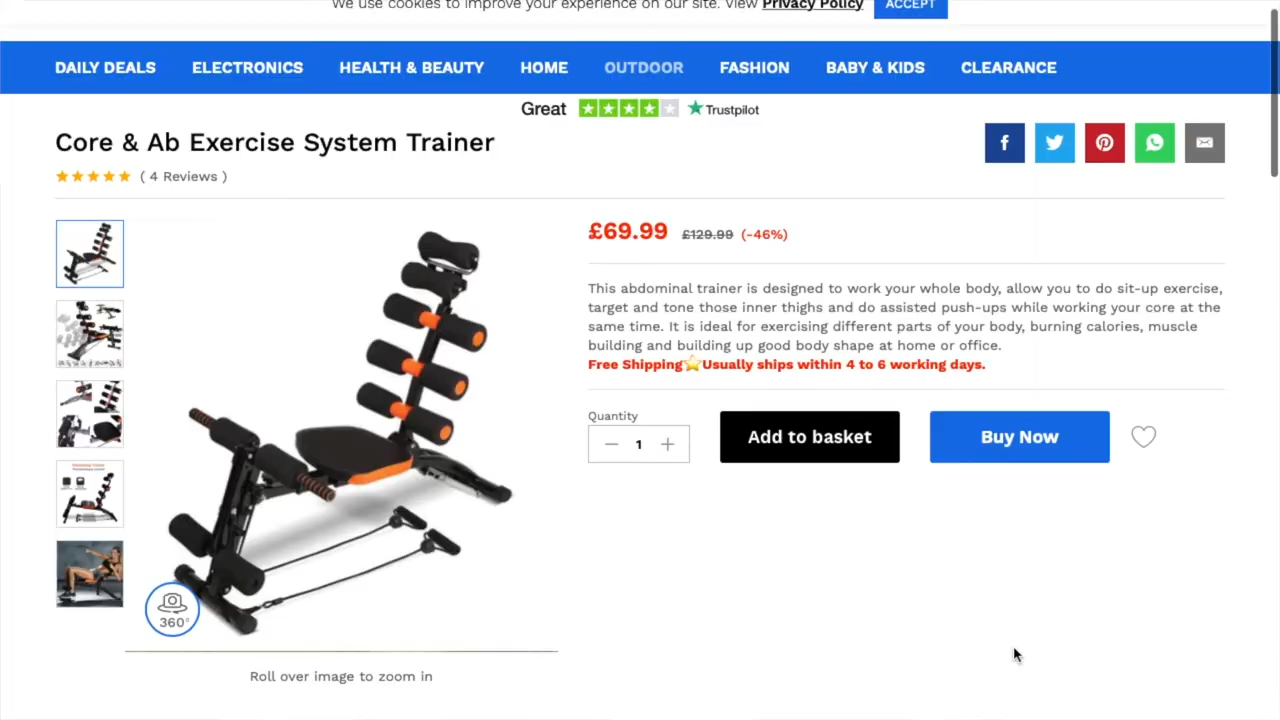 We use cookies to improve your experience on our site. View Privacy Policy ACCEPT
DAILY DEALS ELECTRONICS HEALTH & BEAUTY HOME OUTDOOR FASHION BABY & KIDS CLEARANCE
Great Trustpilot
Core & Ab Exercise System Trainer
( 4 Reviews )
£69.99 £129.99 (-46%)
This abdominal trainer is designed to work your whole body, allow you to do sit-up exercise,
target and tone those inner thighs and do assisted push-ups while working your core at the
same time. It is ideal for exercising different parts of your body, burning calories, muscle
building and building up good body shape at home or office.
Free Shipping⭐Usually ships within 4 to 6 working days.
Quantity
1
Add to basket
Buy Now
360°
Roll over image to zoom in